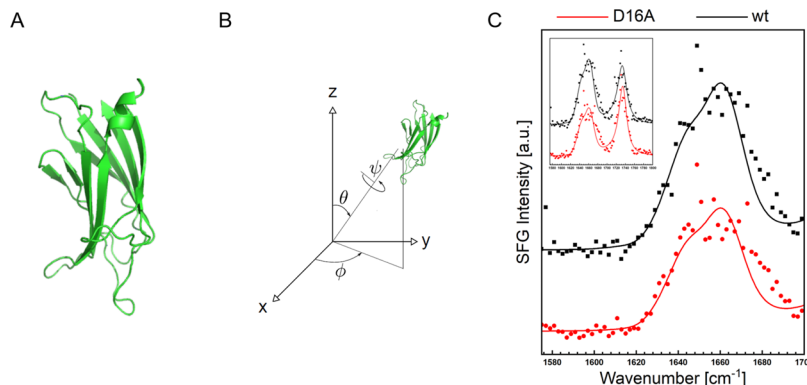 A
B
C
D16A
wt
z
ψ
θ
y
ϕ
x
SFG Intensity [a.u.]
1580 1600 1620 1640 1660 1680 170
Wavenumber [cm⁻¹]